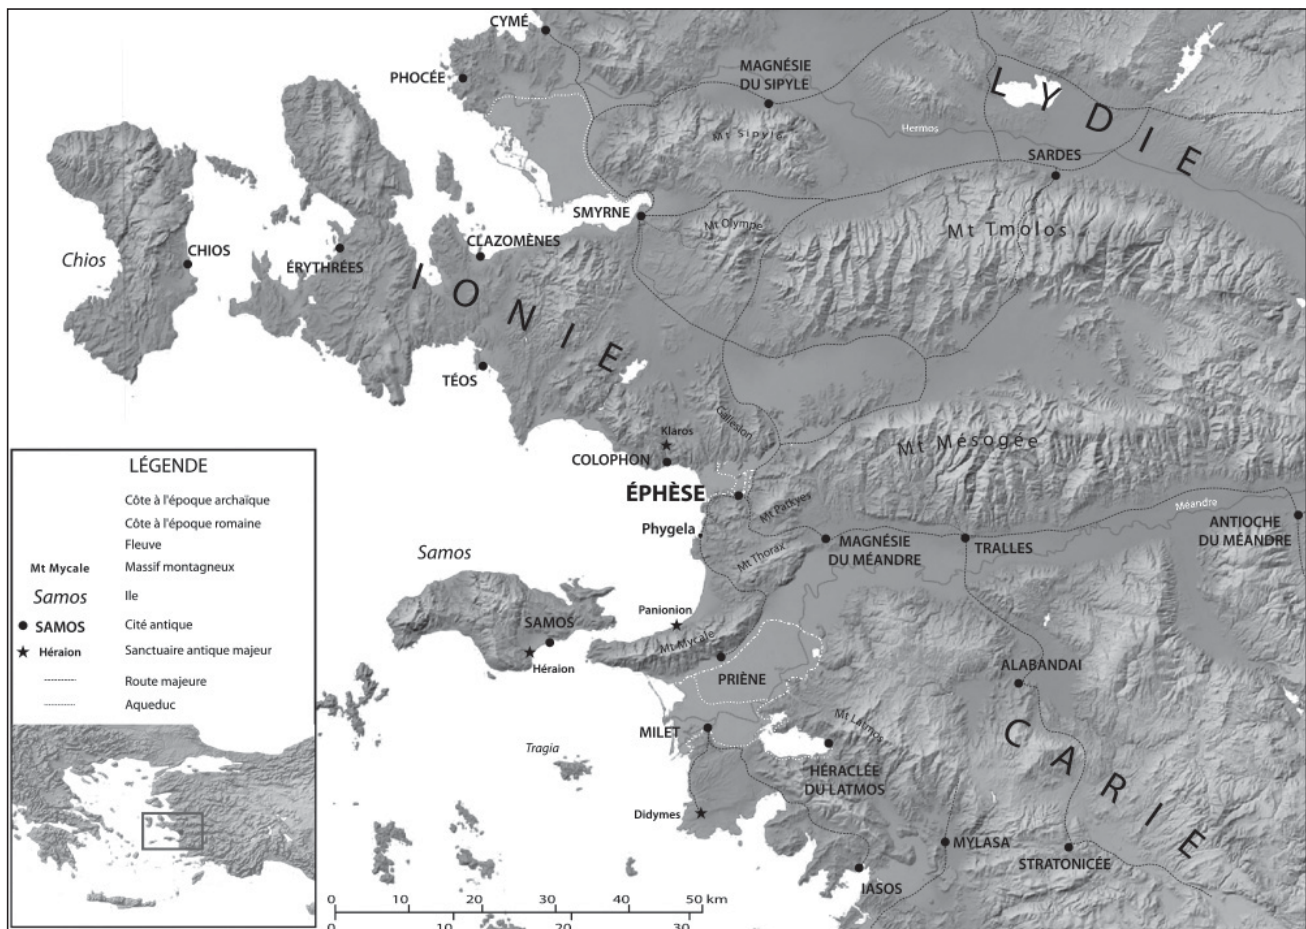 CYMÉ
PHOCÉE
MAGNÉSIE
DU SIPYLE
LYDIE
Mt Sipyle
Hermos
SARDES
SMYRNE
Mt Olympe
Mt Tmolos
Chios
CHIOS
ÉRYTHRÉES
CLAZOMÈNES
IONIE
TÉOS
Gallesion
Klaros
COLOPHON
Mt Mésogée
ÉPHÈSE
Mt Paktyes
Méandre
Phygela
MAGNÉSIE
DU MÉANDRE
TRALLES
ANTIOCHE
DU MÉANDRE
Mt Thorax
Samos
SAMOS
Héraion
Panionion
Mt Mycale
PRIÈNE
ALABANDAI
MILET
Mt Latmos
HÉRACLÉE
DU LATMOS
CARIE
Tragia
Didymes
MYLASA
STRATONICÉE
IASOS
LÉGENDE
Côte à l'époque archaïque
Côte à l'époque romaine
Fleuve
Mt Mycale Massif montagneux
Samos Ile
SAMOS Cité antique
Héraion Sanctuaire antique majeur
Route majeure
Aqueduc
0 10 20 30 40 50 km
0 10 20 30